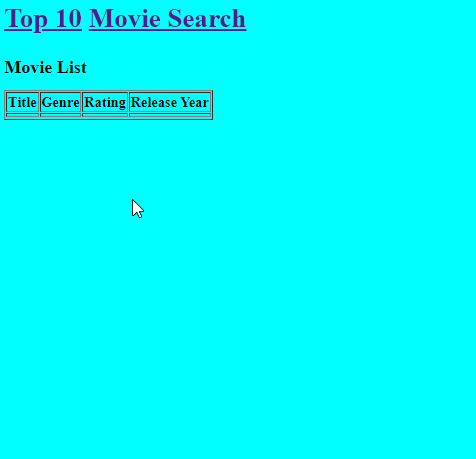 Top 10 Movie Search
Movie List
Title Genre Rating Release Year